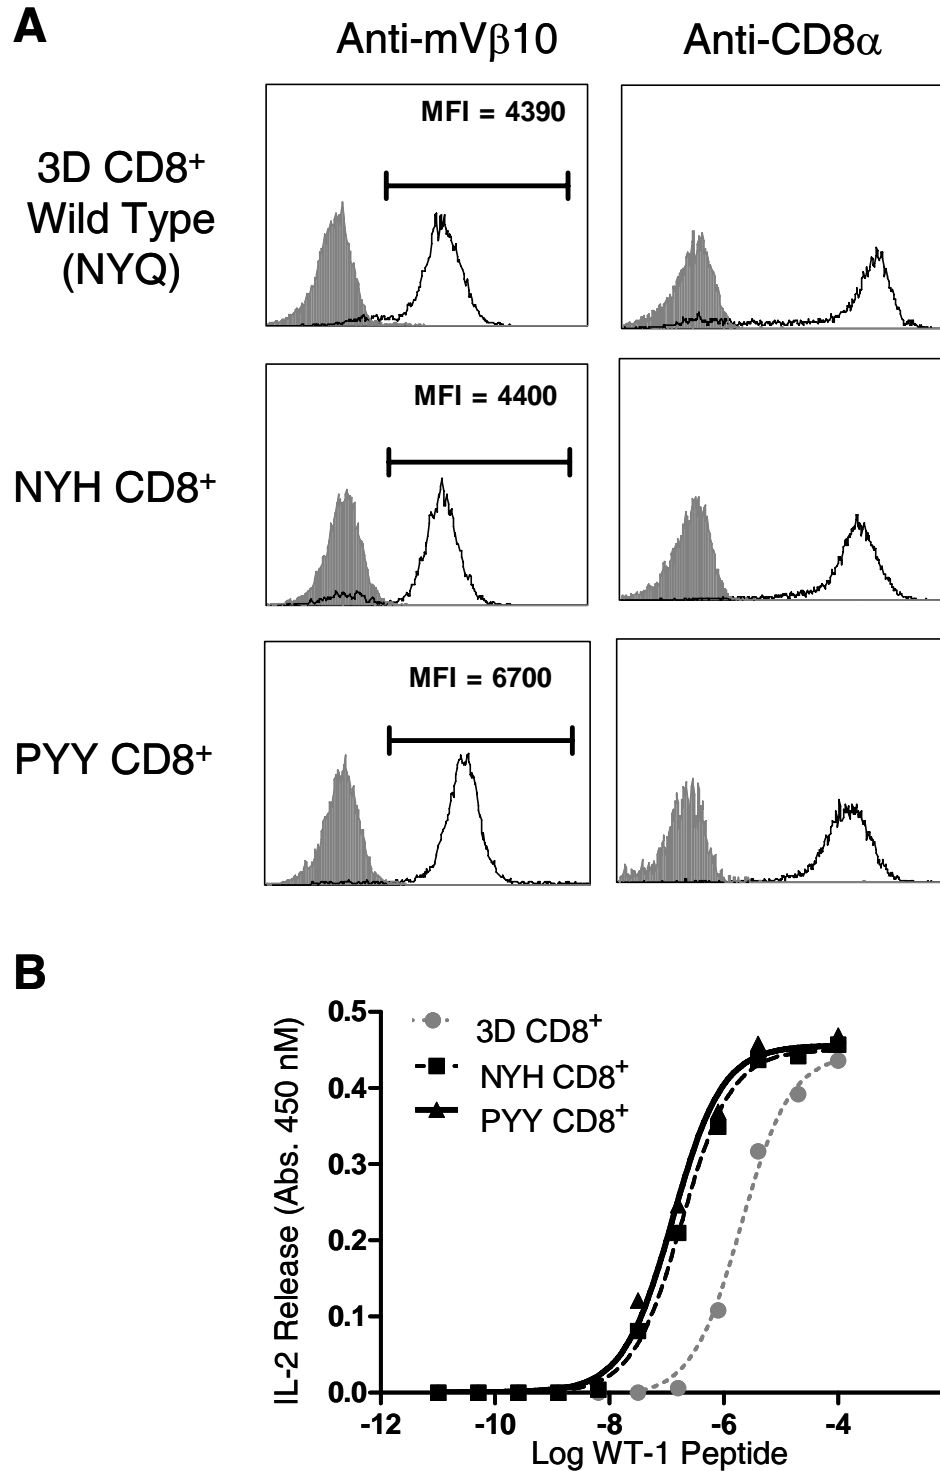 A
Anti-mVβ10
Anti-CD8α
3D CD8+
Wild Type
(NYQ)
MFI = 4390
NYH CD8+
MFI = 4400
PYY CD8+
MFI = 6700
B
IL-2 Release (Abs. 450 nM)
0.5
0.4
0.3
0.2
0.1
0.0
3D CD8+
NYH CD8+
PYY CD8+
-12
-10
-8
-6
-4
Log WT-1 Peptide